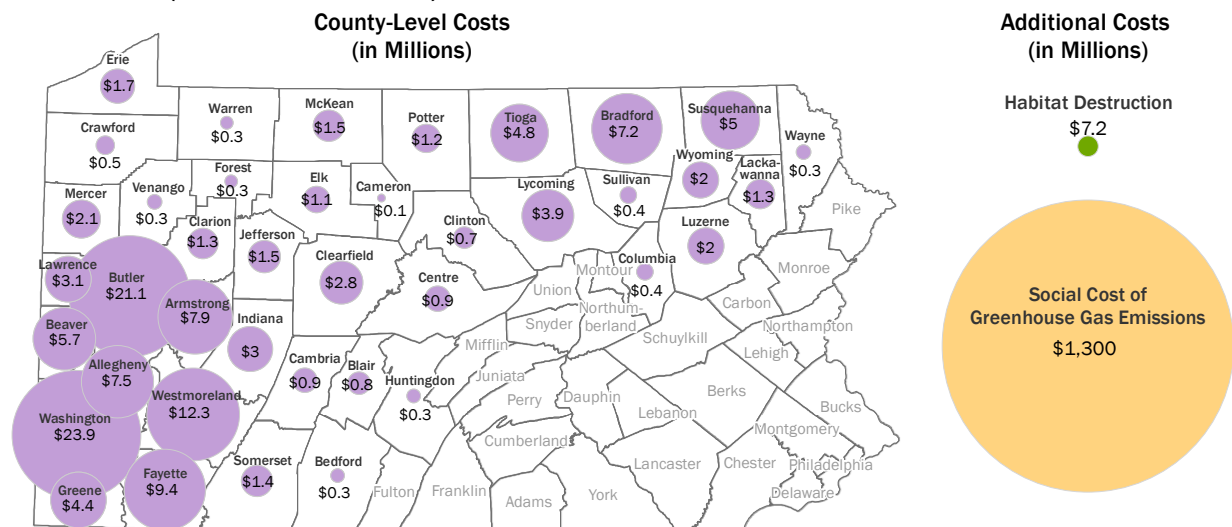 County-Level Costs
(in Millions)
Additional Costs
(in Millions)
Erie
$1.7
Crawford
$0.5
Warren
$0.3
McKean
$1.5
Potter
$1.2
Tioga
$4.8
Bradford
$7.2
Susquehanna
$5
Wayne
$0.3
Wyoming
$2
Lacka-
wanna
$1.3
Mercer
$2.1
Venango
$0.3
Forest
$0.3
Elk
$1.1
Cameron
$0.1
Lycoming
$3.9
Sullivan
$0.4
Pike
Clarion
$1.3
Jefferson
$1.5
Clinton
$0.7
Luzerne
$2
Lawrence
$3.1
Butler
$21.1
Clearfield
$2.8
Centre
$0.9
Columbia
$0.4
Montour
Monroe
Union
Northum-
berland
Carbon
Armstrong
$7.9
Beaver
$5.7
Indiana
$3
Snyder
Schuylkill
Northampton
Lehigh
Mifflin
Allegheny
$7.5
Cambria
$0.9
Blair
$0.8
Huntingdon
$0.3
Juniata
Perry
Dauphin
Berks
Lebanon
Bucks
Westmoreland
$12.3
Washington
$23.9
Montgomery
Cumberland
Lancaster
Chester
Philadelphia
Delaware
Greene
$4.4
Fayette
$9.4
Somerset
$1.4
Bedford
$0.3
Fulton
Franklin
Adams
York
Habitat Destruction
$7.2
Social Cost of
Greenhouse Gas Emissions
$1,300